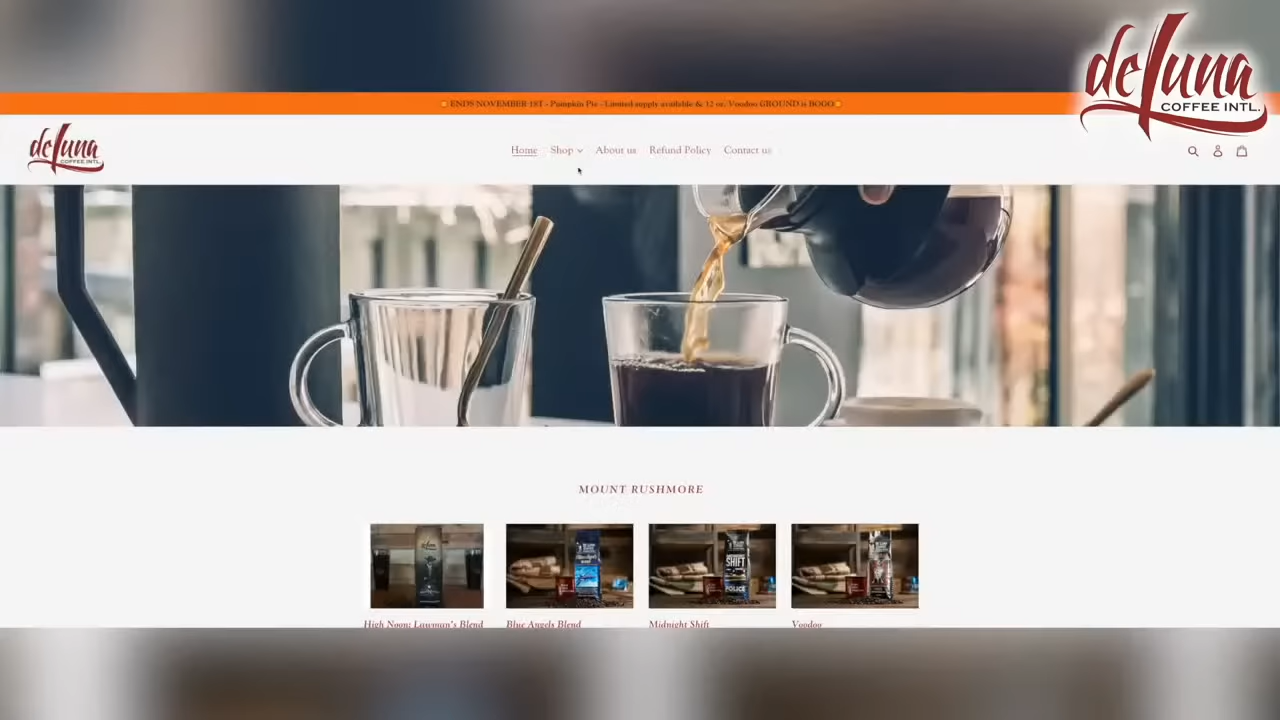 deluna
COFFEE INTL.
ENDS NOVEMBER 1ST - Pumpkin Pie - Limited supply available & 12 oz. Voodoo GROUND is BOGO
deluna
COFFEE INTL.
Home Shop About us Refund Policy Contact us
MOUNT RUSHMORE
SHIFT
POLICE
High Noon: Lawman's Blend Blue Angels Blend Midnight Shift Voodoo